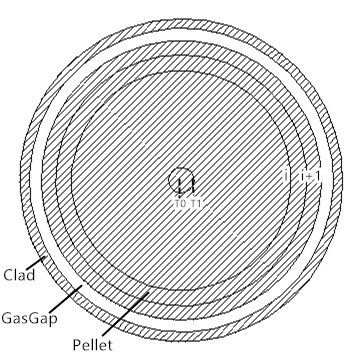 i i+1
T0 T1
Clad
GasGap
Pellet